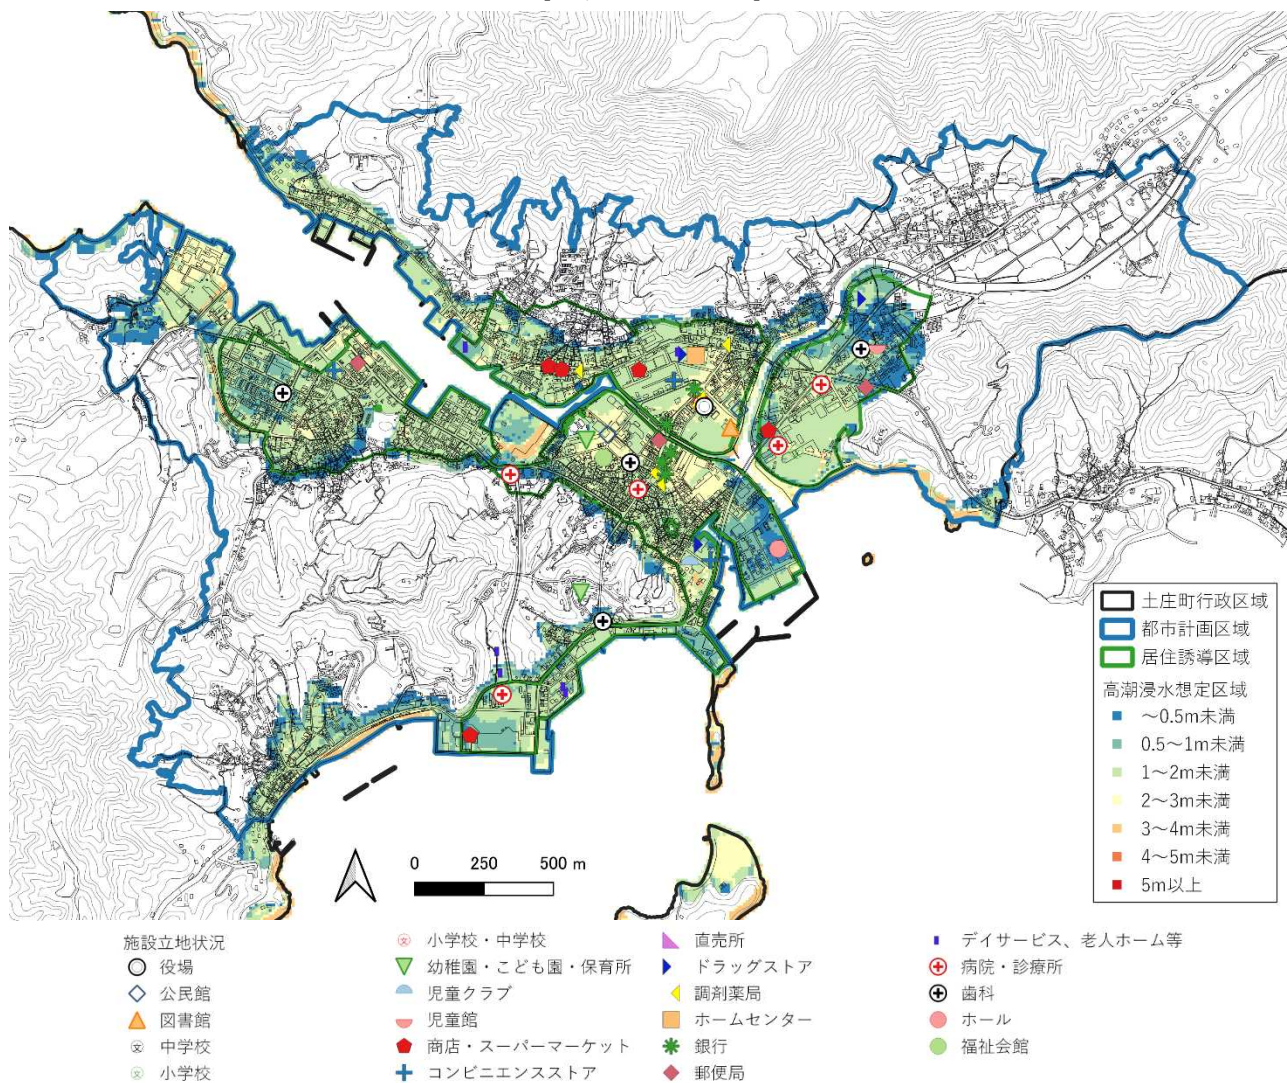 土庄町行政区域
都市計画区域
居住誘導区域
高潮浸水想定区域
～0.5m未満
0.5～1m未満
1～2m未満
2～3m未満
3～4m未満
4～5m未満
5m以上
0 250 500 m
施設立地状況
役場
公民館
図書館
中学校
小学校
小学校・中学校
幼稚園・こども園・保育所
児童クラブ
児童館
商店・スーパーマーケット
コンビニエンスストア
直売所
ドラッグストア
調剤薬局
ホームセンター
銀行
郵便局
デイサービス、老人ホーム等
病院・診療所
歯科
ホール
福祉会館